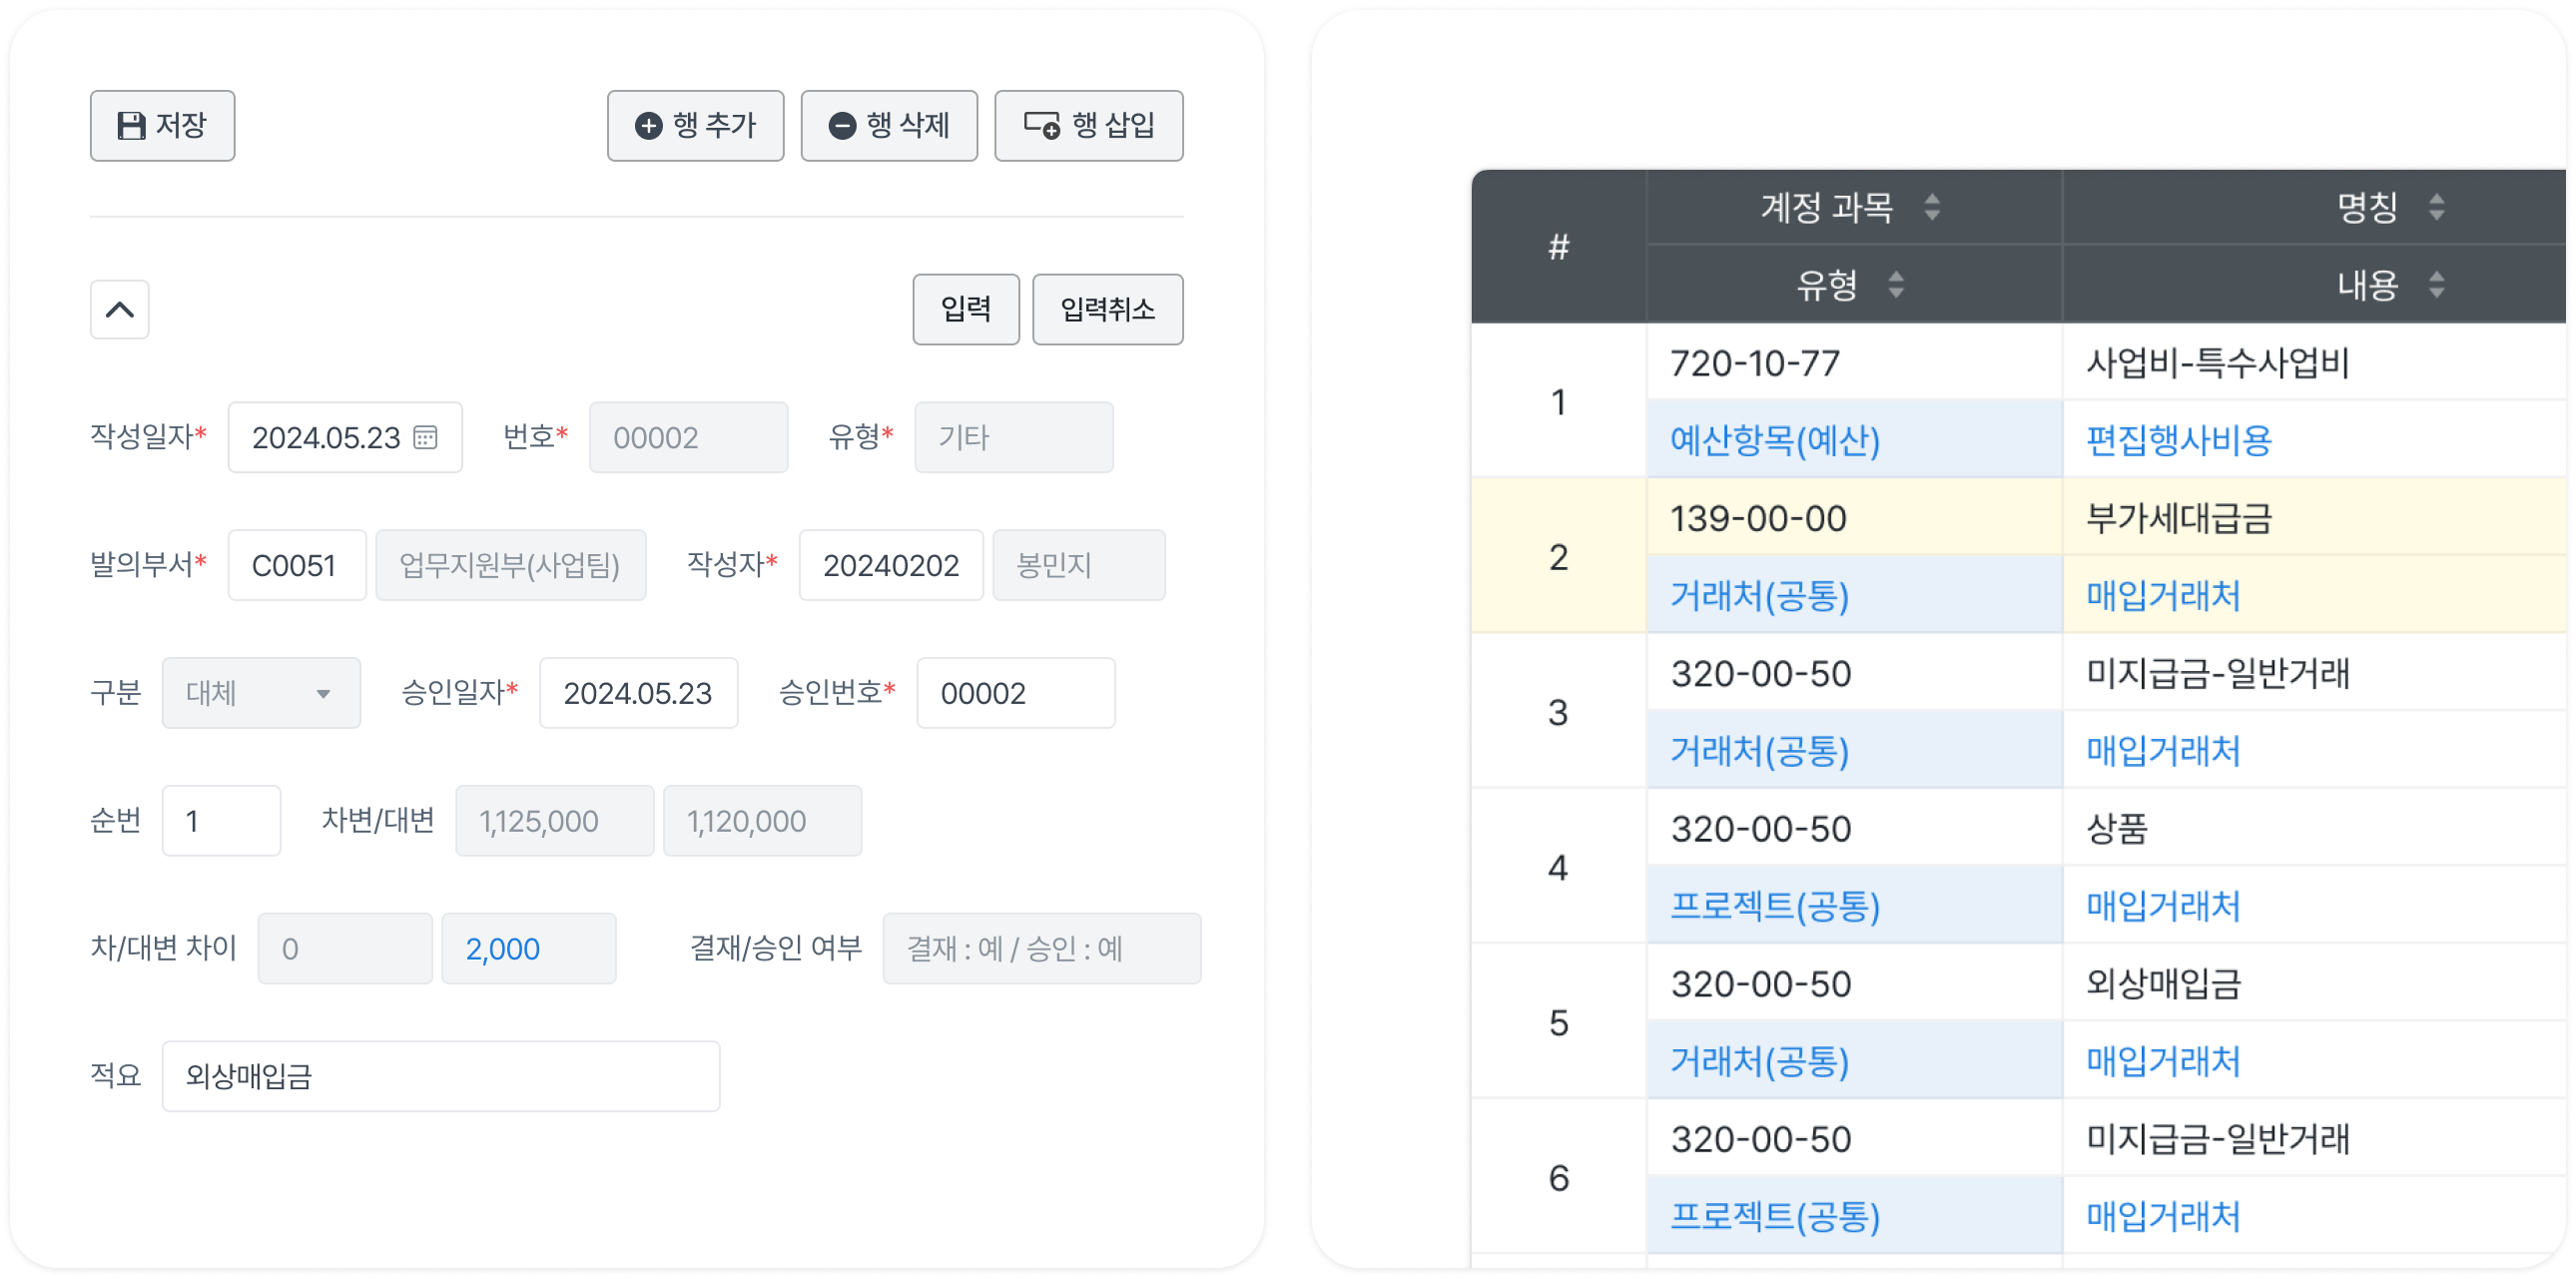 저장 행 추가 행 삭제 행 삽입
입력 입력취소
작성일자* 2024.05.23 번호* 00002 유형* 기타
발의부서* C0051 업무지원부(사업팀) 작성자* 20240202 봉민지
구분 대체 승인일자* 2024.05.23 승인번호* 00002
순번 1 차변/대변 1,125,000 1,120,000
차/대변 차이 0 2,000 결재/승인 여부 결재 : 예 / 승인 : 예
적요 외상매입금
# 계정 과목 명칭
유형 내용
1 720-10-77 사업비-특수사업비
예산항목(예산) 편집행사비용
2 139-00-00 부가세대급금
거래처(공통) 매입거래처
3 320-00-50 미지급금-일반거래
거래처(공통) 매입거래처
4 320-00-50 상품
프로젝트(공통) 매입거래처
5 320-00-50 외상매입금
거래처(공통) 매입거래처
6 320-00-50 미지급금-일반거래
프로젝트(공통) 매입거래처